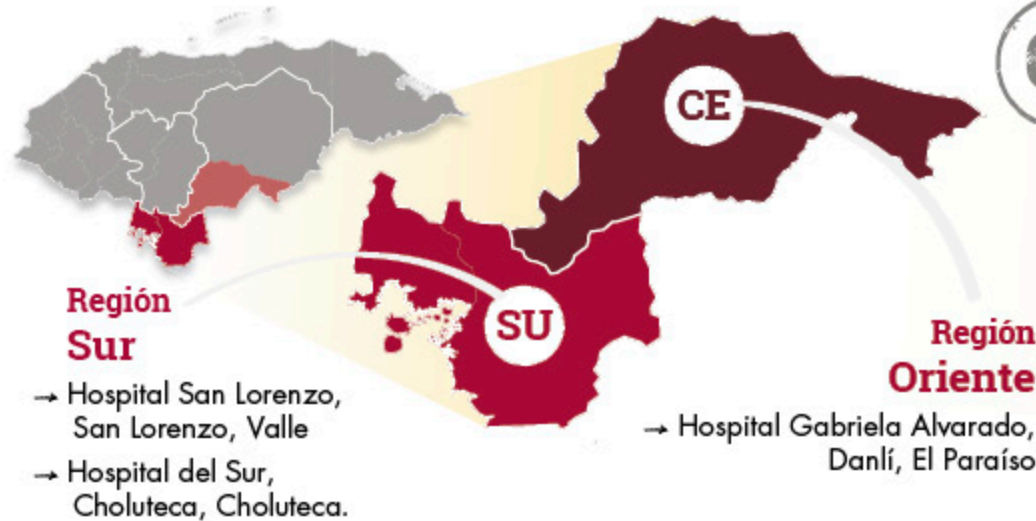 CE
SU
Región
Sur
→ Hospital San Lorenzo,
San Lorenzo, Valle
→ Hospital del Sur,
Choluteca, Choluteca.
Región
Oriente
→ Hospital Gabriela Alvarado,
Danlí, El Paraíso